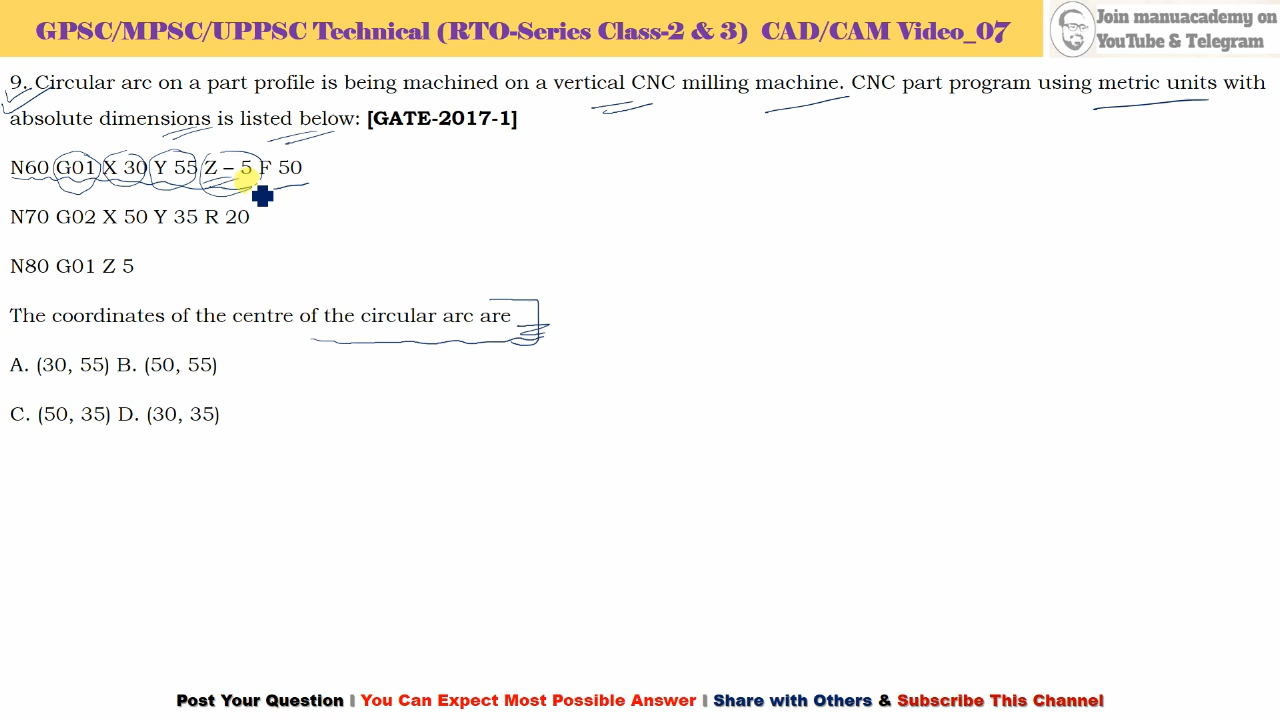 GPSC/MPSC/UPPSC Technical (RTO-Series Class-2 & 3) CAD/CAM Video_07
Join manuacademy on
YouTube & Telegram
9. Circular arc on a part profile is being machined on a vertical CNC milling machine. CNC part program using metric units with
absolute dimensions is listed below: [GATE-2017-1]
N60 G01 X 30 Y 55 Z – 5 F 50
N70 G02 X 50 Y 35 R 20
N80 G01 Z 5
The coordinates of the centre of the circular arc are
A. (30, 55) B. (50, 55)
C. (50, 35) D. (30, 35)
Post Your Question | You Can Expect Most Possible Answer | Share with Others & Subscribe This Channel